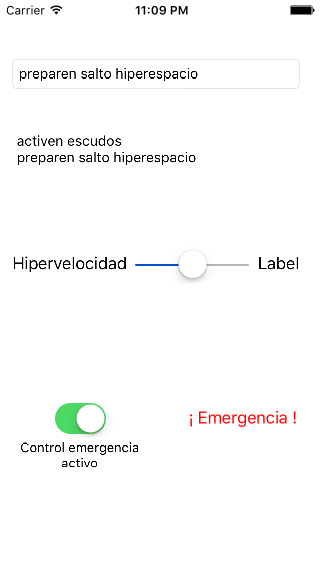 Carrier 11:09 PM
preparen salto hiperespacio
activen escudos
preparen salto hiperespacio
Hipervelocidad Label
¡ Emergencia !
Control emergencia
activo